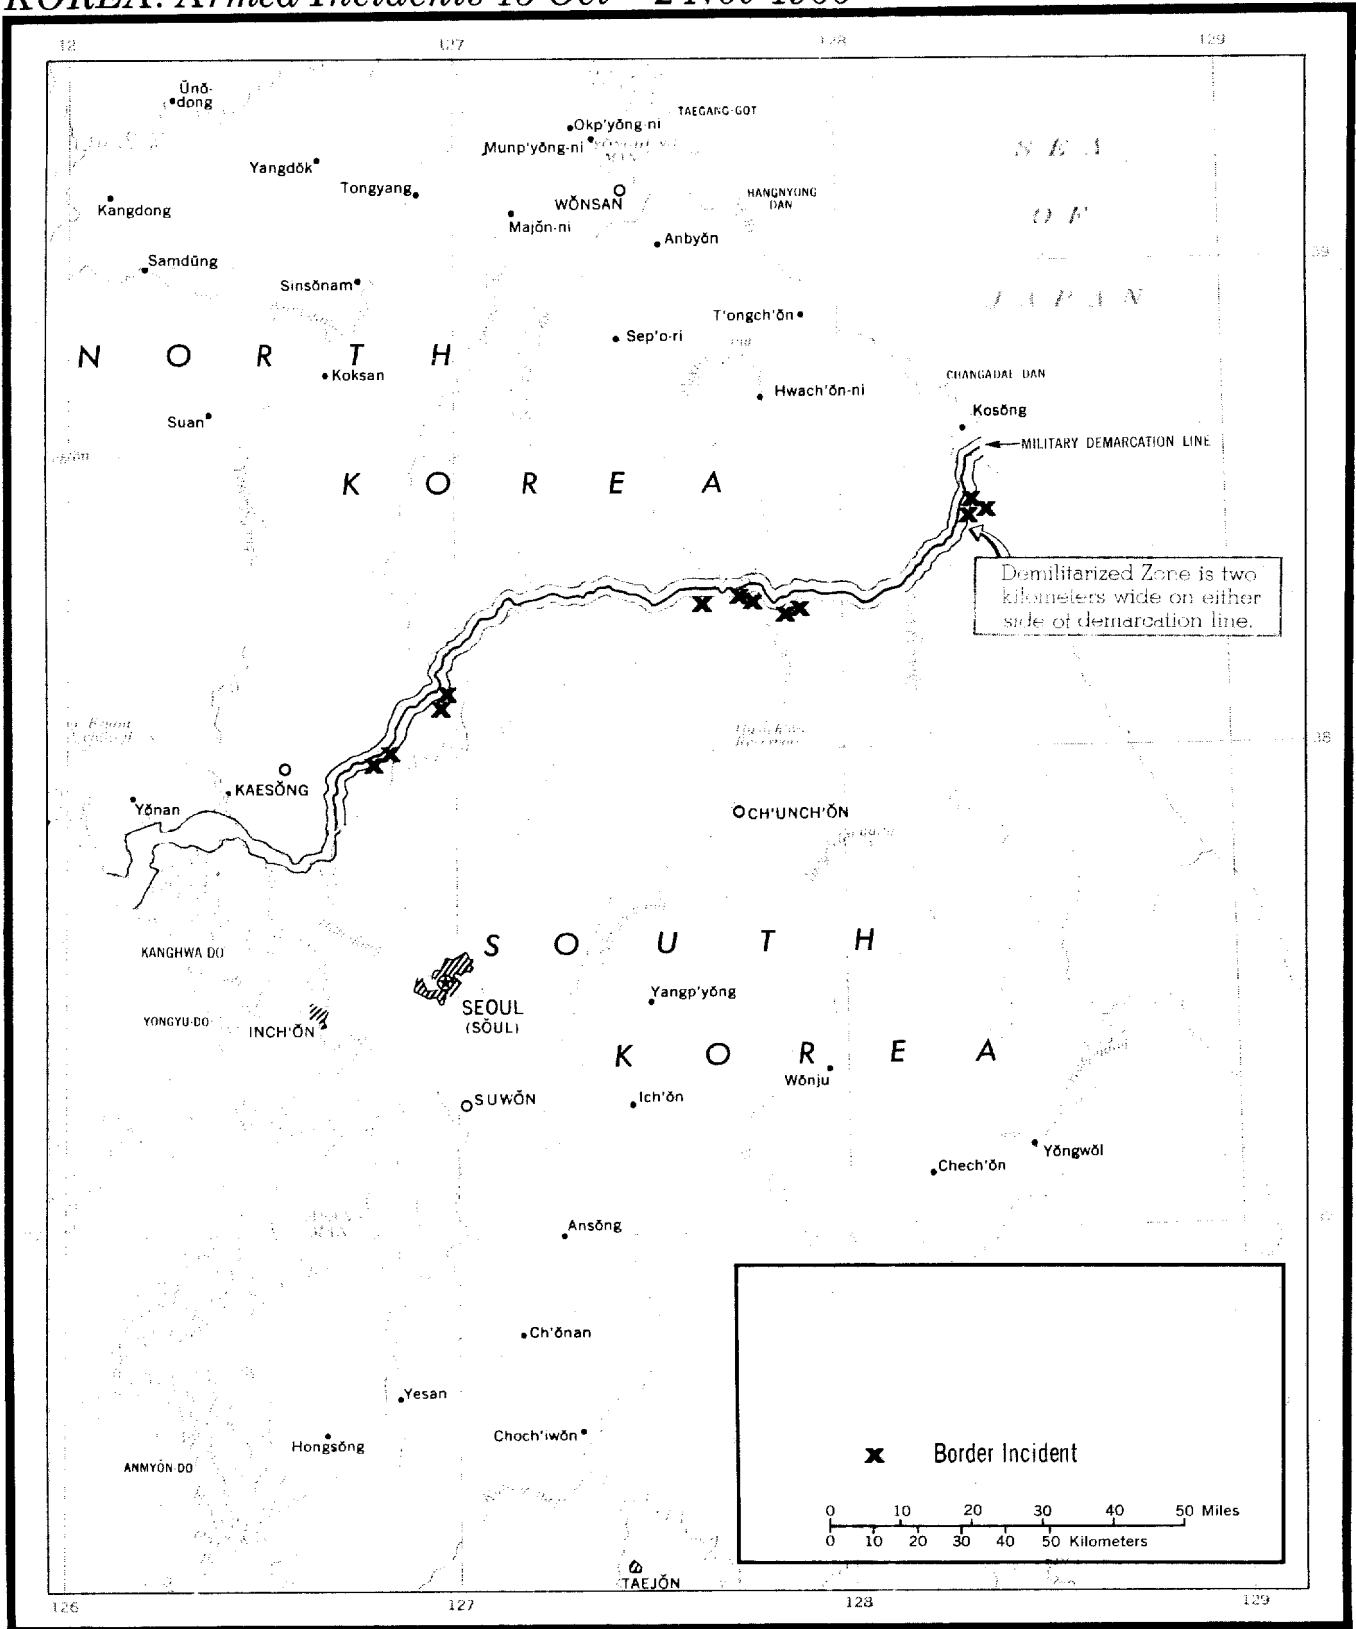 KOREA: Armed Incidents 15 Oct - 2 Nov 1966
12 127 128 129
Ŭnŏ-
dong
TAEGANG-GOT
Okp'yŏng-ni
Munp'yŏng-ni
SEA
Yangdŏk
Tongyang
WŎNSAN
HANGNYONG
DAN
Kangdong
Majŏn-ni
OF
Anbyŏn
Samdŭng
39
Sinsŏnam
JAPAN
T'ongch'ŏn
Sep'o-ri
NORTH
Koksan
CHANGADAE DAN
Hwach'ŏn-ni
Suan
Kosŏng
MILITARY DEMARCATION LINE
KOREA
Demilitarized Zone is two
kilometers wide on either
side of demarcation line.
38
KAESŎNG
Yŏnan
CH'UNCH'ŎN
SOUTH
KANGHWA DO
Yangp'yŏng
SEOUL
(SŎUL)
YONGYU-DO
INCH'ŎN
KOREA
Wŏnju
SUWŎN
Ich'ŏn
Yŏngwŏl
Chech'ŏn
Ansŏng
Ch'ŏnan
Yesan
Choch'iwŏn
Hongsŏng
ANMYŎN-DO
X Border Incident
0 10 20 30 40 50 Miles
0 10 20 30 40 50 Kilometers
TAEJŎN
126 127 128 129